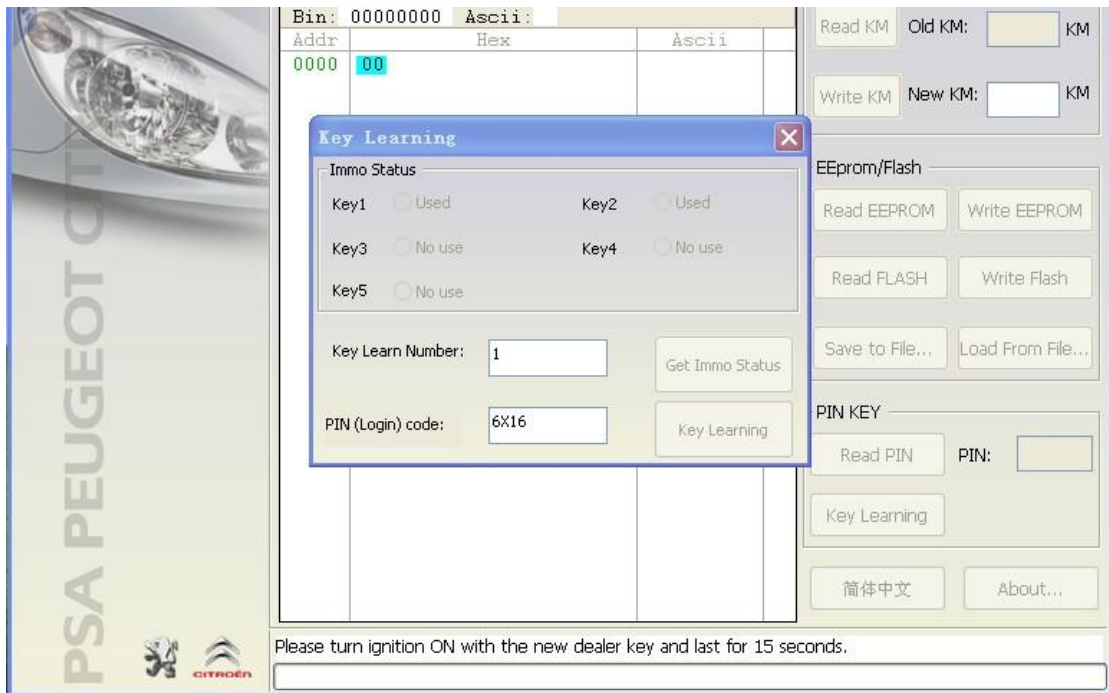 Bin: 00000000 Ascii:
Addr Hex Ascii
0000 00
Read KM Old KM: KM
Write KM New KM: KM
Key Learning
Immo Status
Key1 Used Key2 Used
Key3 No use Key4 No use
Key5 No use
Key Learn Number: 1 Get Immo Status
PIN (Login) code: 6X16 Key Learning
EEprom/Flash
Read EEPROM Write EEPROM
Read FLASH Write Flash
Save to File... Load From File...
PIN KEY
Read PIN PIN:
Key Learning
简体中文 About...
PSA PEUGEOT CIT
CITROËN
Please turn ignition ON with the new dealer key and last for 15 seconds.